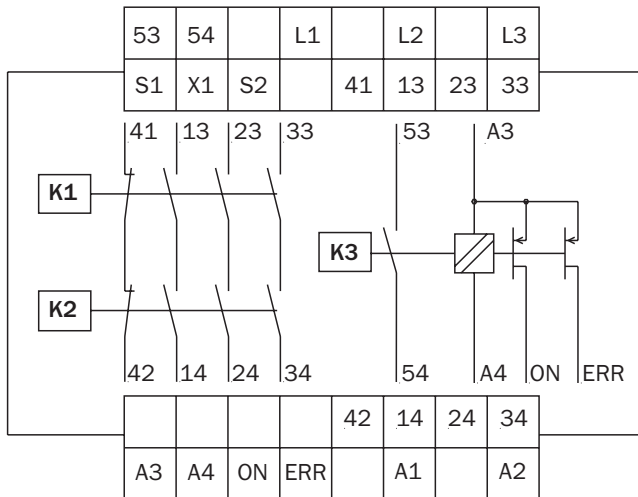 53 54 L1 L2 L3
S1 X1 S2 41 13 23 33
41 13 23 33 53 A3
K1
K3
K2
42 14 24 34 54 A4 ON ERR
42 14 24 34
A3 A4 ON ERR A1 A2